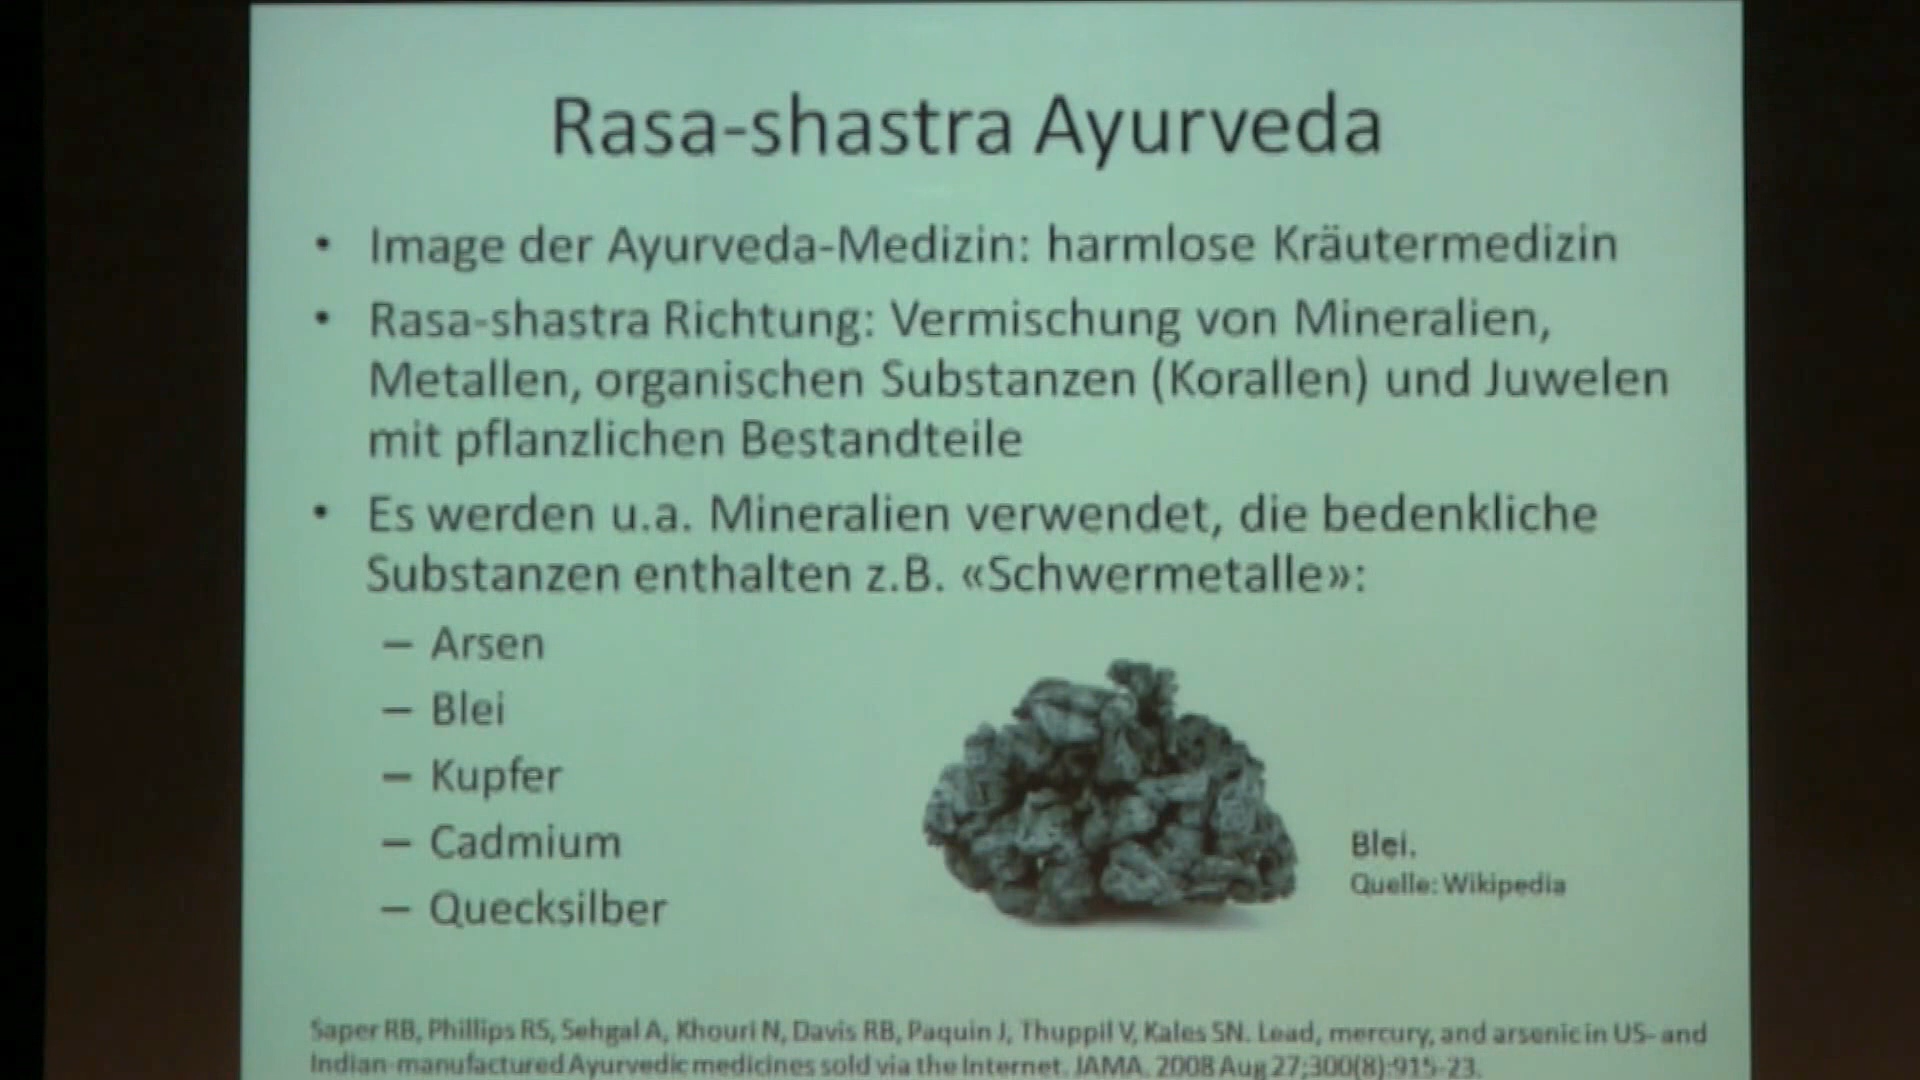 Rasa-shastra Ayurveda
• Image der Ayurveda-Medizin: harmlose Kräutermedizin
• Rasa-shastra Richtung: Vermischung von Mineralien,
Metallen, organischen Substanzen (Korallen) und Juwelen
mit pflanzlichen Bestandteile
• Es werden u.a. Mineralien verwendet, die bedenkliche
Substanzen enthalten z.B. «Schwermetalle»:
– Arsen
– Blei
– Kupfer
– Cadmium
– Quecksilber
Blei.
Quelle: Wikipedia
Saper RB, Phillips RS, Sehgal A, Khouri N, Davis RB, Paquin J, Thuppil V, Kales SN. Lead, mercury, and arsenic in US- and
Indian-manufactured Ayurvedic medicines sold via the Internet. JAMA. 2008 Aug 27;300(8):915-23.